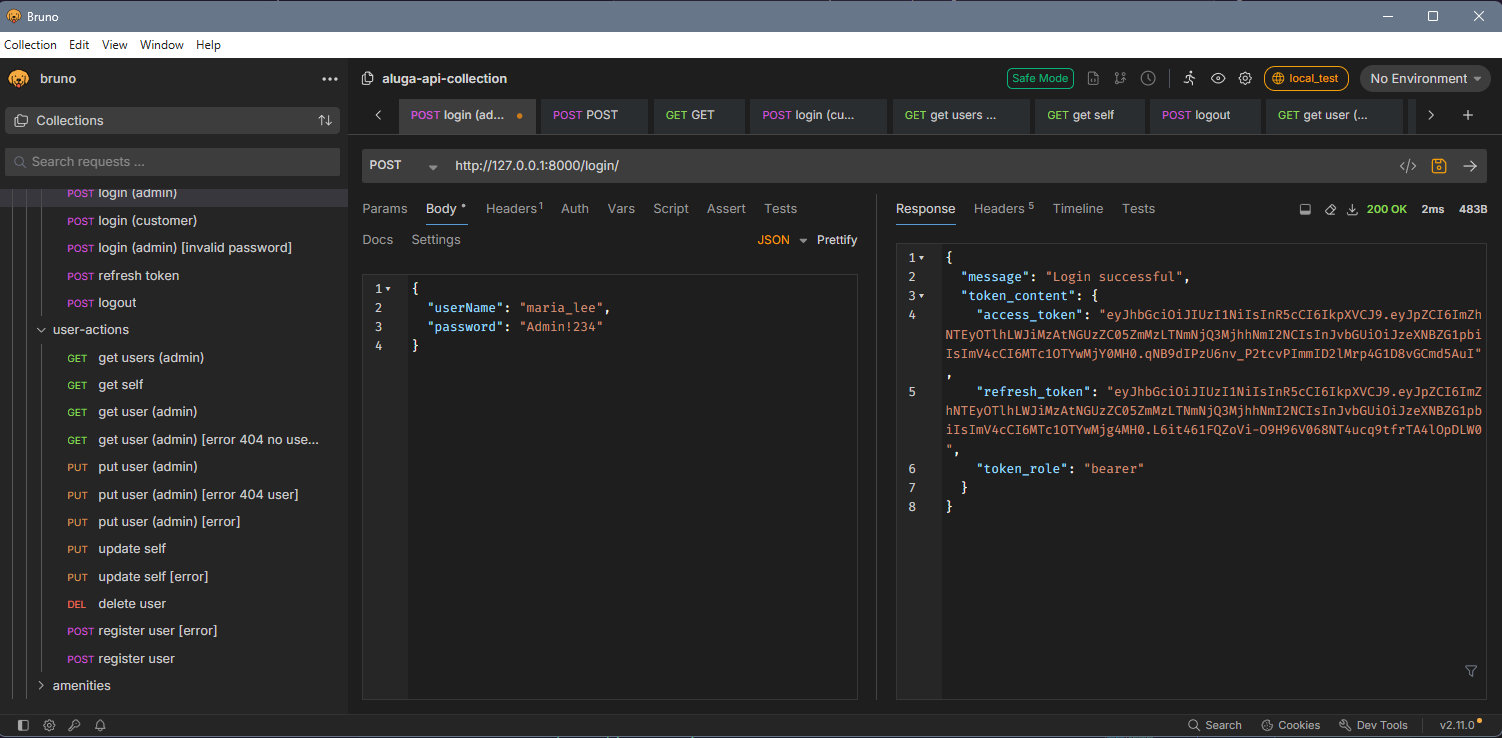 Bruno
Collection Edit View Window Help
bruno
aluga-api-collection
Safe Mode
local_test
No Environment
Collections
POST login (ad...
POST POST
GET GET
POST login (cu...
GET get users ...
GET get self
POST logout
GET get user (...
Search requests ...
POST login (admin)
POST login (customer)
POST login (admin) [invalid password]
POST refresh token
POST logout
user-actions
GET get users (admin)
GET get self
GET get user (admin)
GET get user (admin) [error 404 no use...
PUT put user (admin)
PUT put user (admin) [error 404 user]
PUT put user (admin) [error]
PUT update self
PUT update self [error]
DEL delete user
POST register user [error]
POST register user
amenities
POST http://127.0.0.1:8000/login/
Params Body Headers1 Auth Vars Script Assert Tests
Docs Settings
JSON Prettify
1 {
2 "userName": "maria_lee",
3 "password": "Admin!234"
4 }
Response Headers 5 Timeline Tests
200 OK 2ms 483B
1 {
2 "message": "Login successful",
3 "token_content": {
4 "access_token": "eyJhbGciOiJIUzI1NiIsInR5cCI6IkpXVCJ9.eyJpZCI6ImZh
NTEyOTlhLWJiMzAtNGUzZC05ZmMzLTNmNjQ3MjhhNmI2NCIsInJvbGUiOiJzeXNBZG1pbi
IsImV4cCI6MTc1OTYwMjY0MH0.qNB9dIPzU6nv_P2tcvPImmID2lMrp4G1D8vGCmd5AuI"
,
5 "refresh_token": "eyJhbGciOiJIUzI1NiIsInR5cCI6IkpXVCJ9.eyJpZCI6ImZ
hNTEyOTlhLWJiMzAtNGUzZC05ZmMzLTNmNjQ3MjhhNmI2NCIsInJvbGUiOiJzeXNBZG1pb
iIsImV4cCI6MTc1OTYwMjg4MH0.L6it461FQZoVi-O9H96V068NT4ucq9tfrTA4lOpDLW0
",
6 "token_role": "bearer"
7 }
8 }
Search Cookies Dev Tools v2.11.0